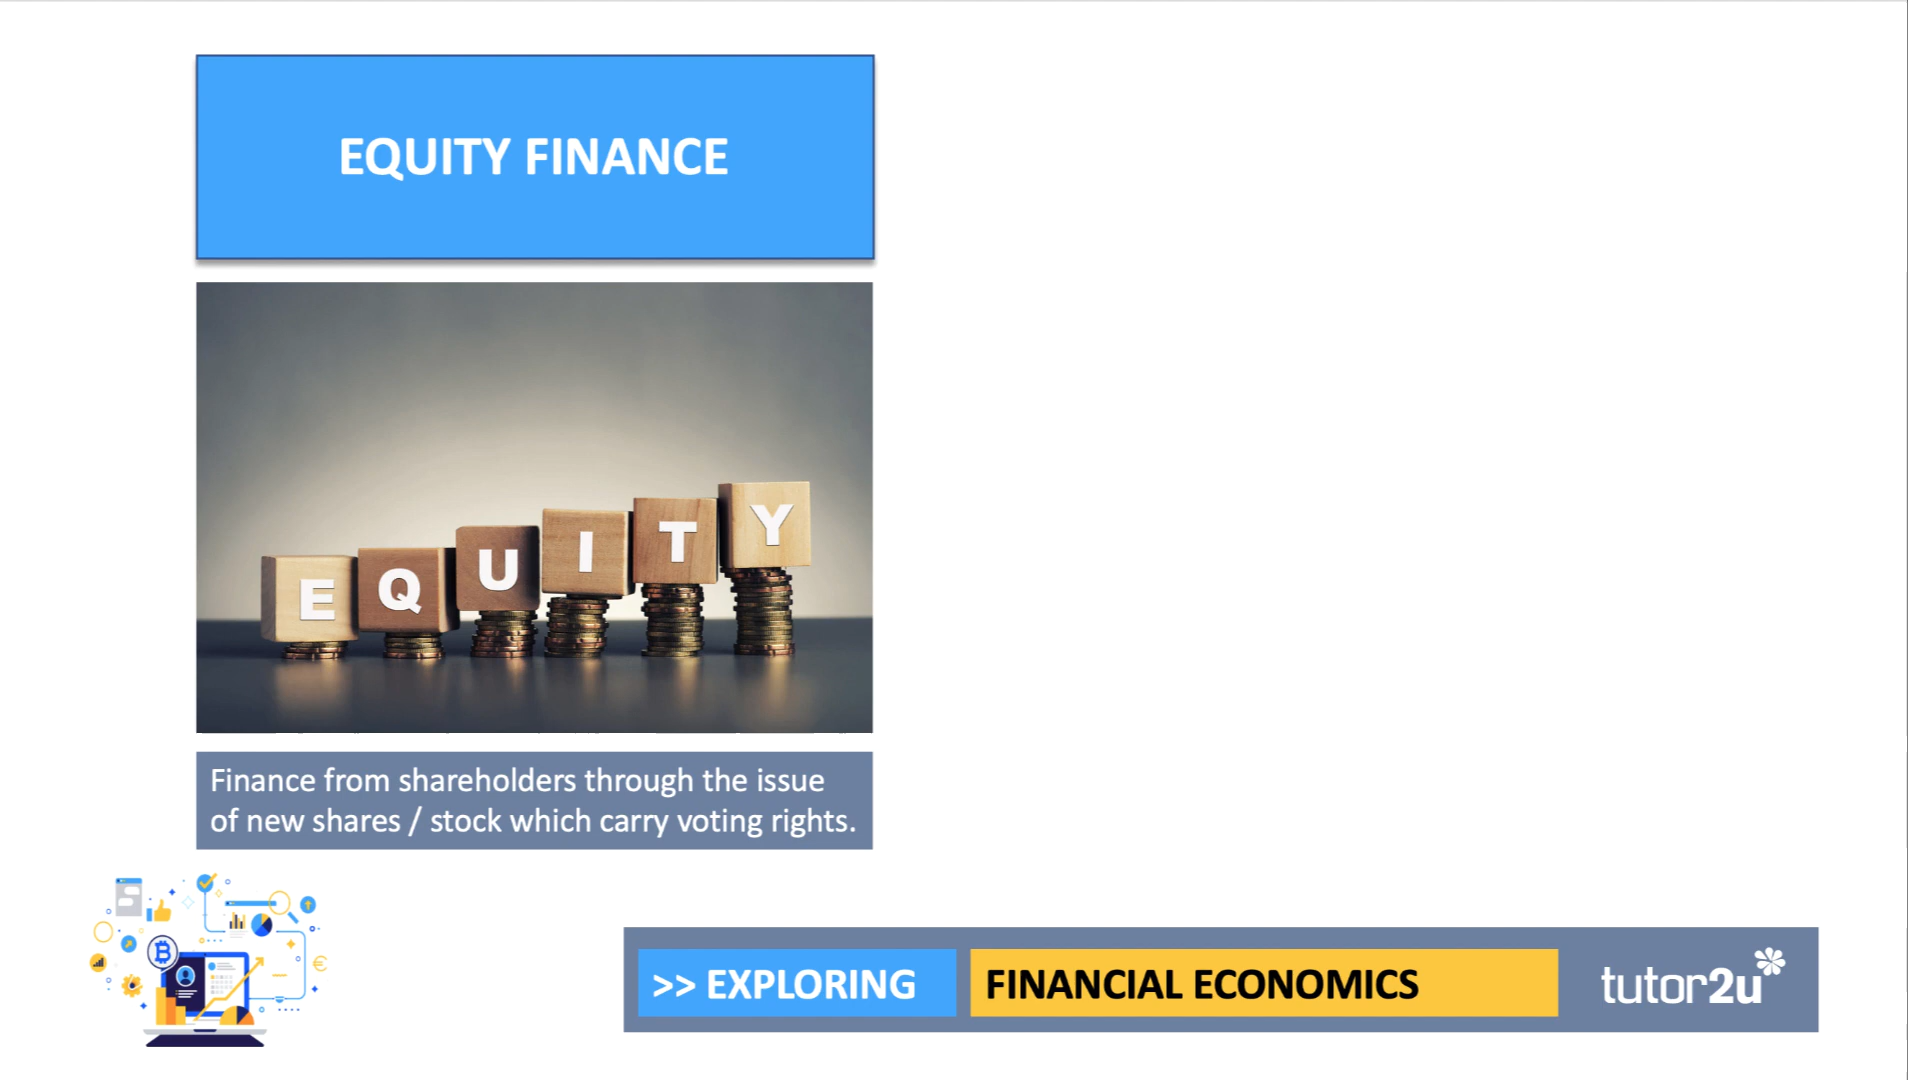 EQUITY FINANCE
EQUITY
Finance from shareholders through the issue
of new shares / stock which carry voting rights.
>> EXPLORING
FINANCIAL ECONOMICS
tutor2u